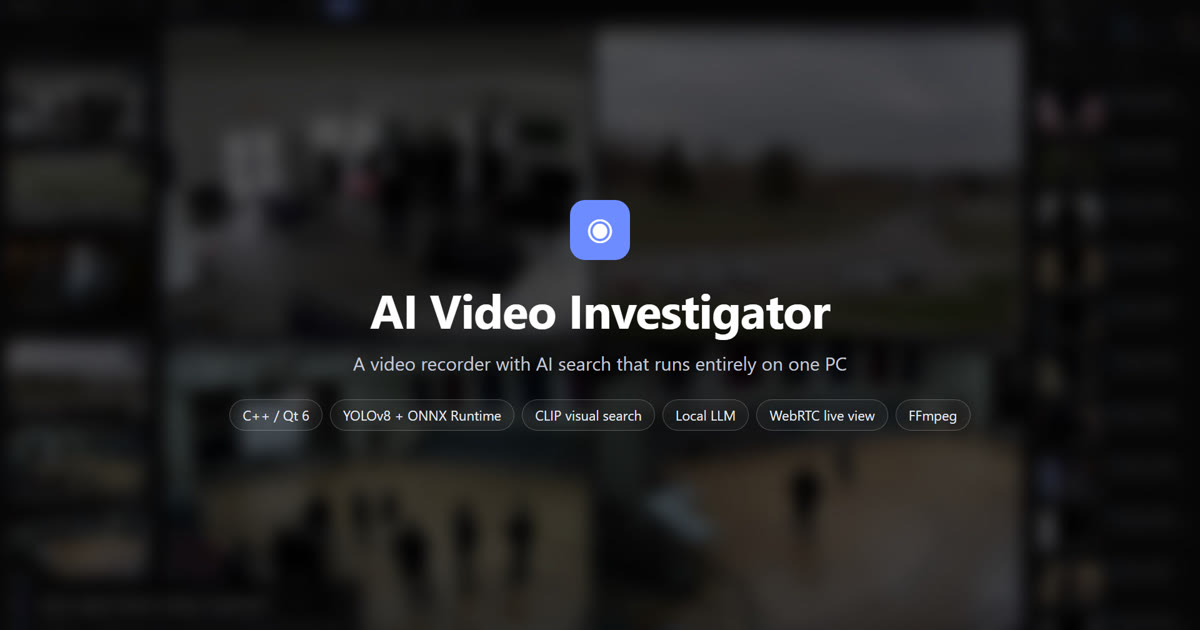 AI Video Investigator
A video recorder with AI search that runs entirely on one PC
C++ / Qt 6 YOLOv8 + ONNX Runtime CLIP visual search Local LLM WebRTC live view FFmpeg